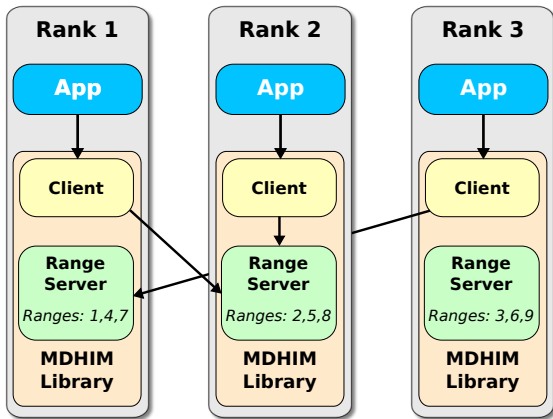 Rank 1
App
Client
Range
Server
Ranges: 1,4,7
MDHIM
Library
Rank 2
App
Client
Range
Server
Ranges: 2,5,8
MDHIM
Library
Rank 3
App
Client
Range
Server
Ranges: 3,6,9
MDHIM
Library